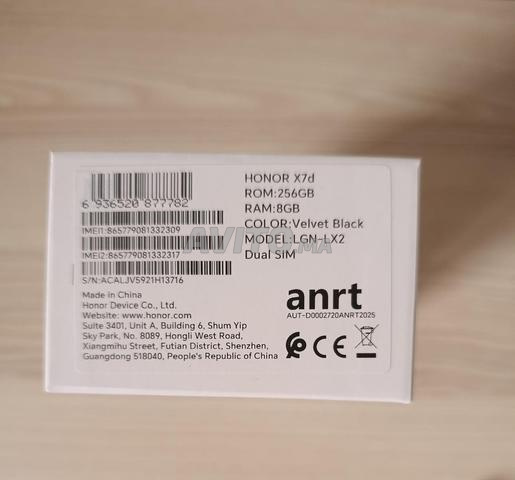 6 936520 877782
IMEI1:865779081332309
IMEI2:865779081332317
S/N:ACALJV5921H13716
Made in China
Honor Device Co., Ltd.
Website: www.honor.com
Suite 3401, Unit A, Building 6, Shum Yip
Sky Park, No. 8089, Hongli West Road,
Xiangmihu Street, Futian District, Shenzhen,
Guangdong 518040, People's Republic of China
HONOR X7d
ROM:256GB
RAM:8GB
COLOR:Velvet Black
MODEL:LGN-LX2
Dual SIM
anrt
AUT-D0002720ANRT2025
CE
AVITO.MA